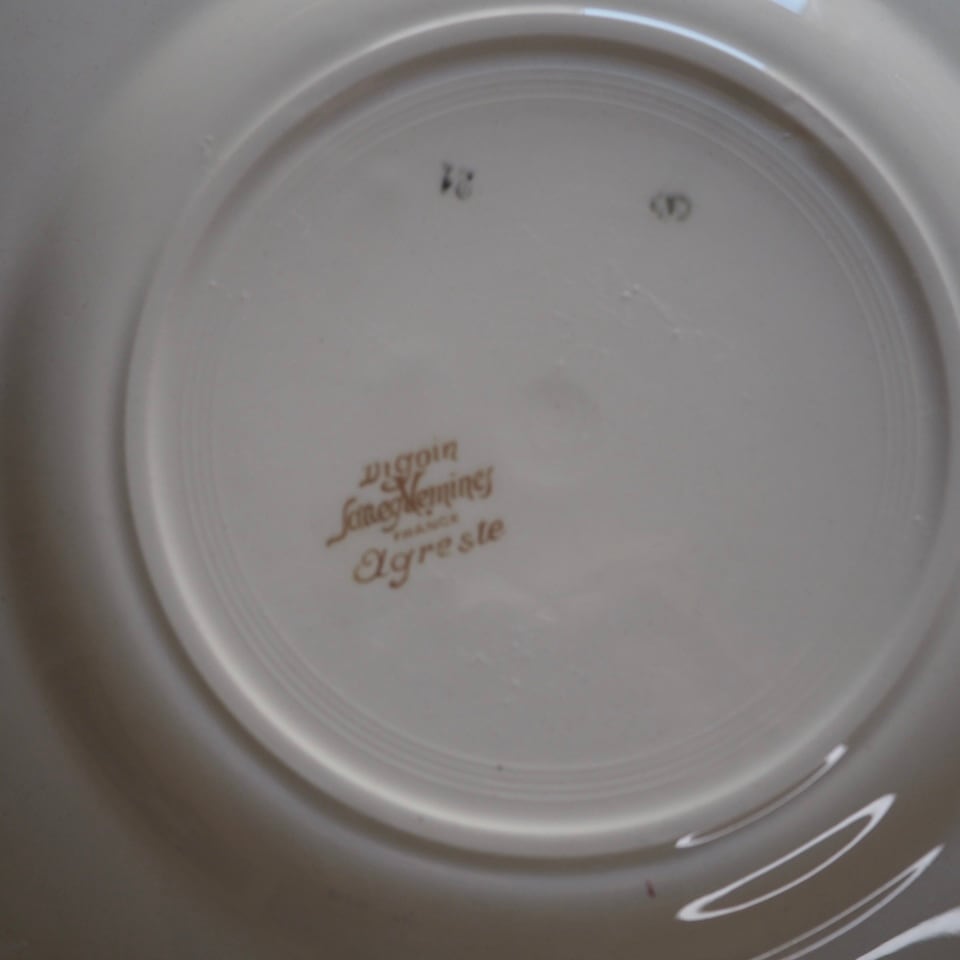 Digoin
&
Sarreguemines
FRANCE
Agreste